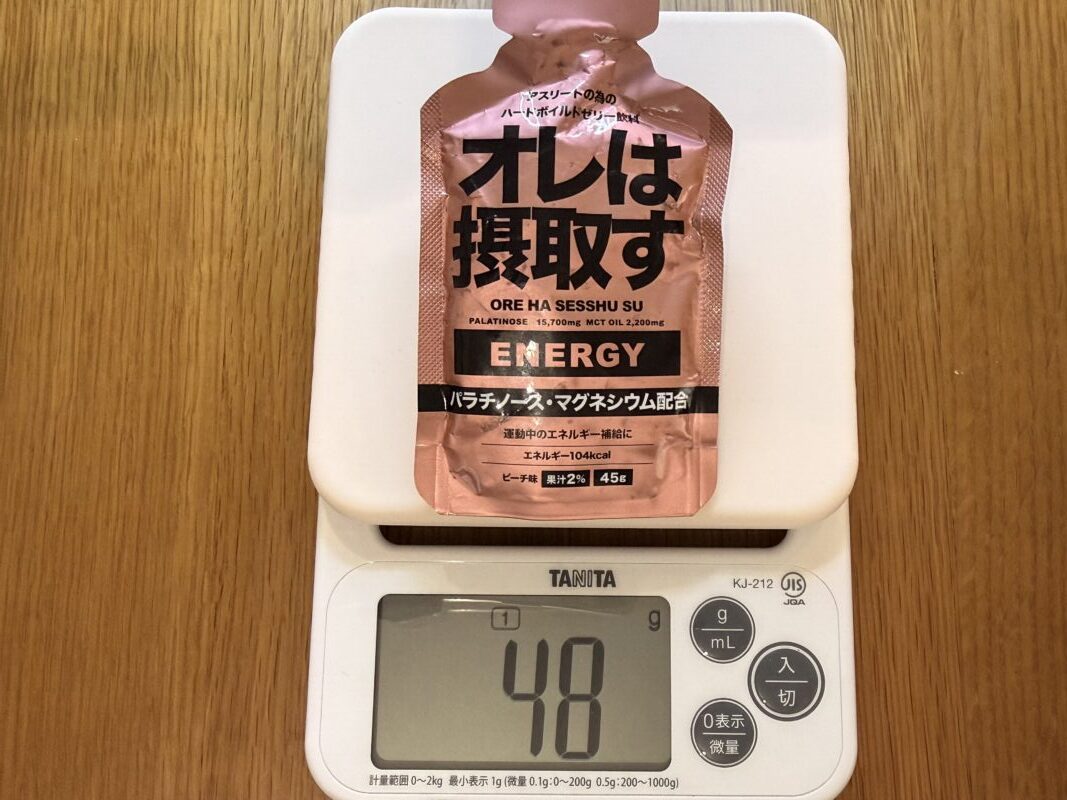 アスリートの為の
ハードボイルドゼリー飲料
オレは
摂取す
ORE HA SESSHU SU
PALATINOSE 15,700mg MCT OIL 2,200mg
ENERGY
パラチノース・マグネシウム配合
運動中のエネルギー補給に
エネルギー104kcal
ピーチ味 果汁2% 45g
TANITA
KJ-212
JIS
JQA
1
g
48
g
mL
入
切
0表示
微量
計量範囲 0～2kg 最小表示 1g (微量 0.1g:0～200g 0.5g:200～1000g)